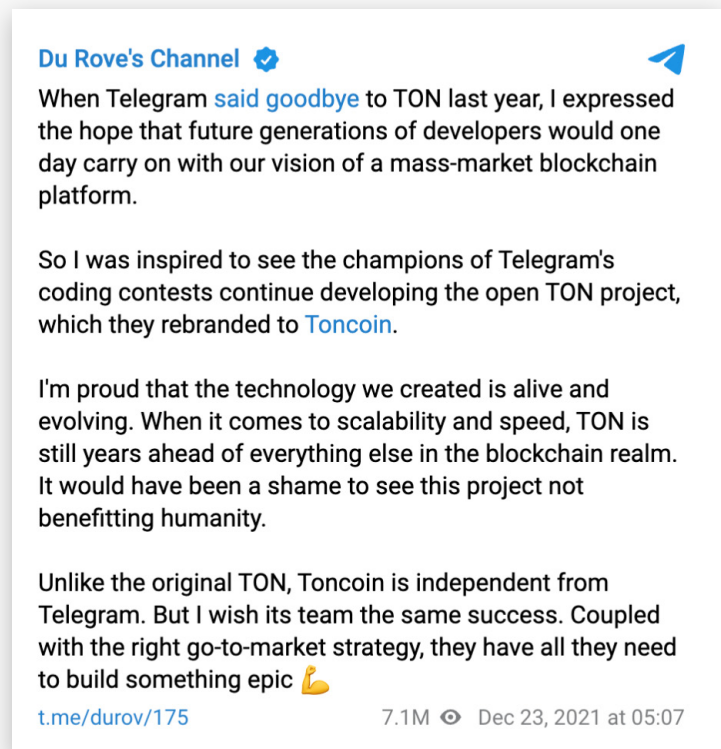 Du Rove's Channel
When Telegram said goodbye to TON last year, I expressed
the hope that future generations of developers would one
day carry on with our vision of a mass-market blockchain
platform.
So I was inspired to see the champions of Telegram's
coding contests continue developing the open TON project,
which they rebranded to Toncoin.
I'm proud that the technology we created is alive and
evolving. When it comes to scalability and speed, TON is
still years ahead of everything else in the blockchain realm.
It would have been a shame to see this project not
benefitting humanity.
Unlike the original TON, Toncoin is independent from
Telegram. But I wish its team the same success. Coupled
with the right go-to-market strategy, they have all they need
to build something epic 💪
t.me/durov/175 7.1M Dec 23, 2021 at 05:07